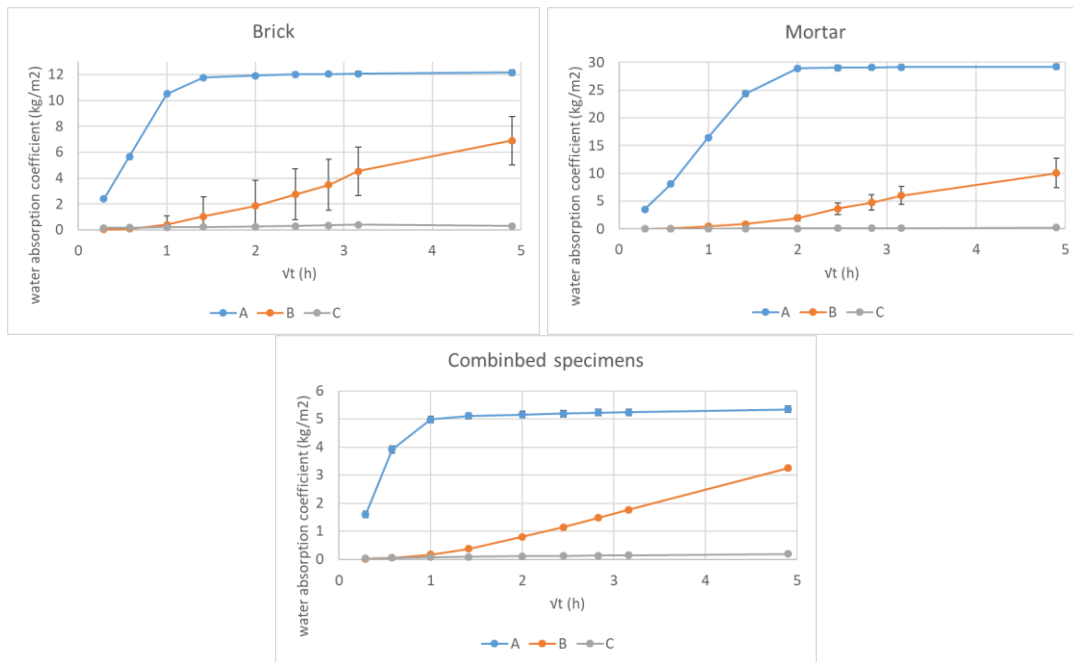 Brick
water absorption coefficient (kg/m2)
12
10
8
6
4
2
0
0 1 2 3 4 5
√t (h)
A B C
Mortar
water absorption coefficient (kg/m2)
30
25
20
15
10
5
0
0 1 2 3 4 5
√t (h)
A B C
Combinbed specimens
water absorption coefficient (kg/m2)
6
5
4
3
2
1
0
0 1 2 3 4 5
√t (h)
A B C